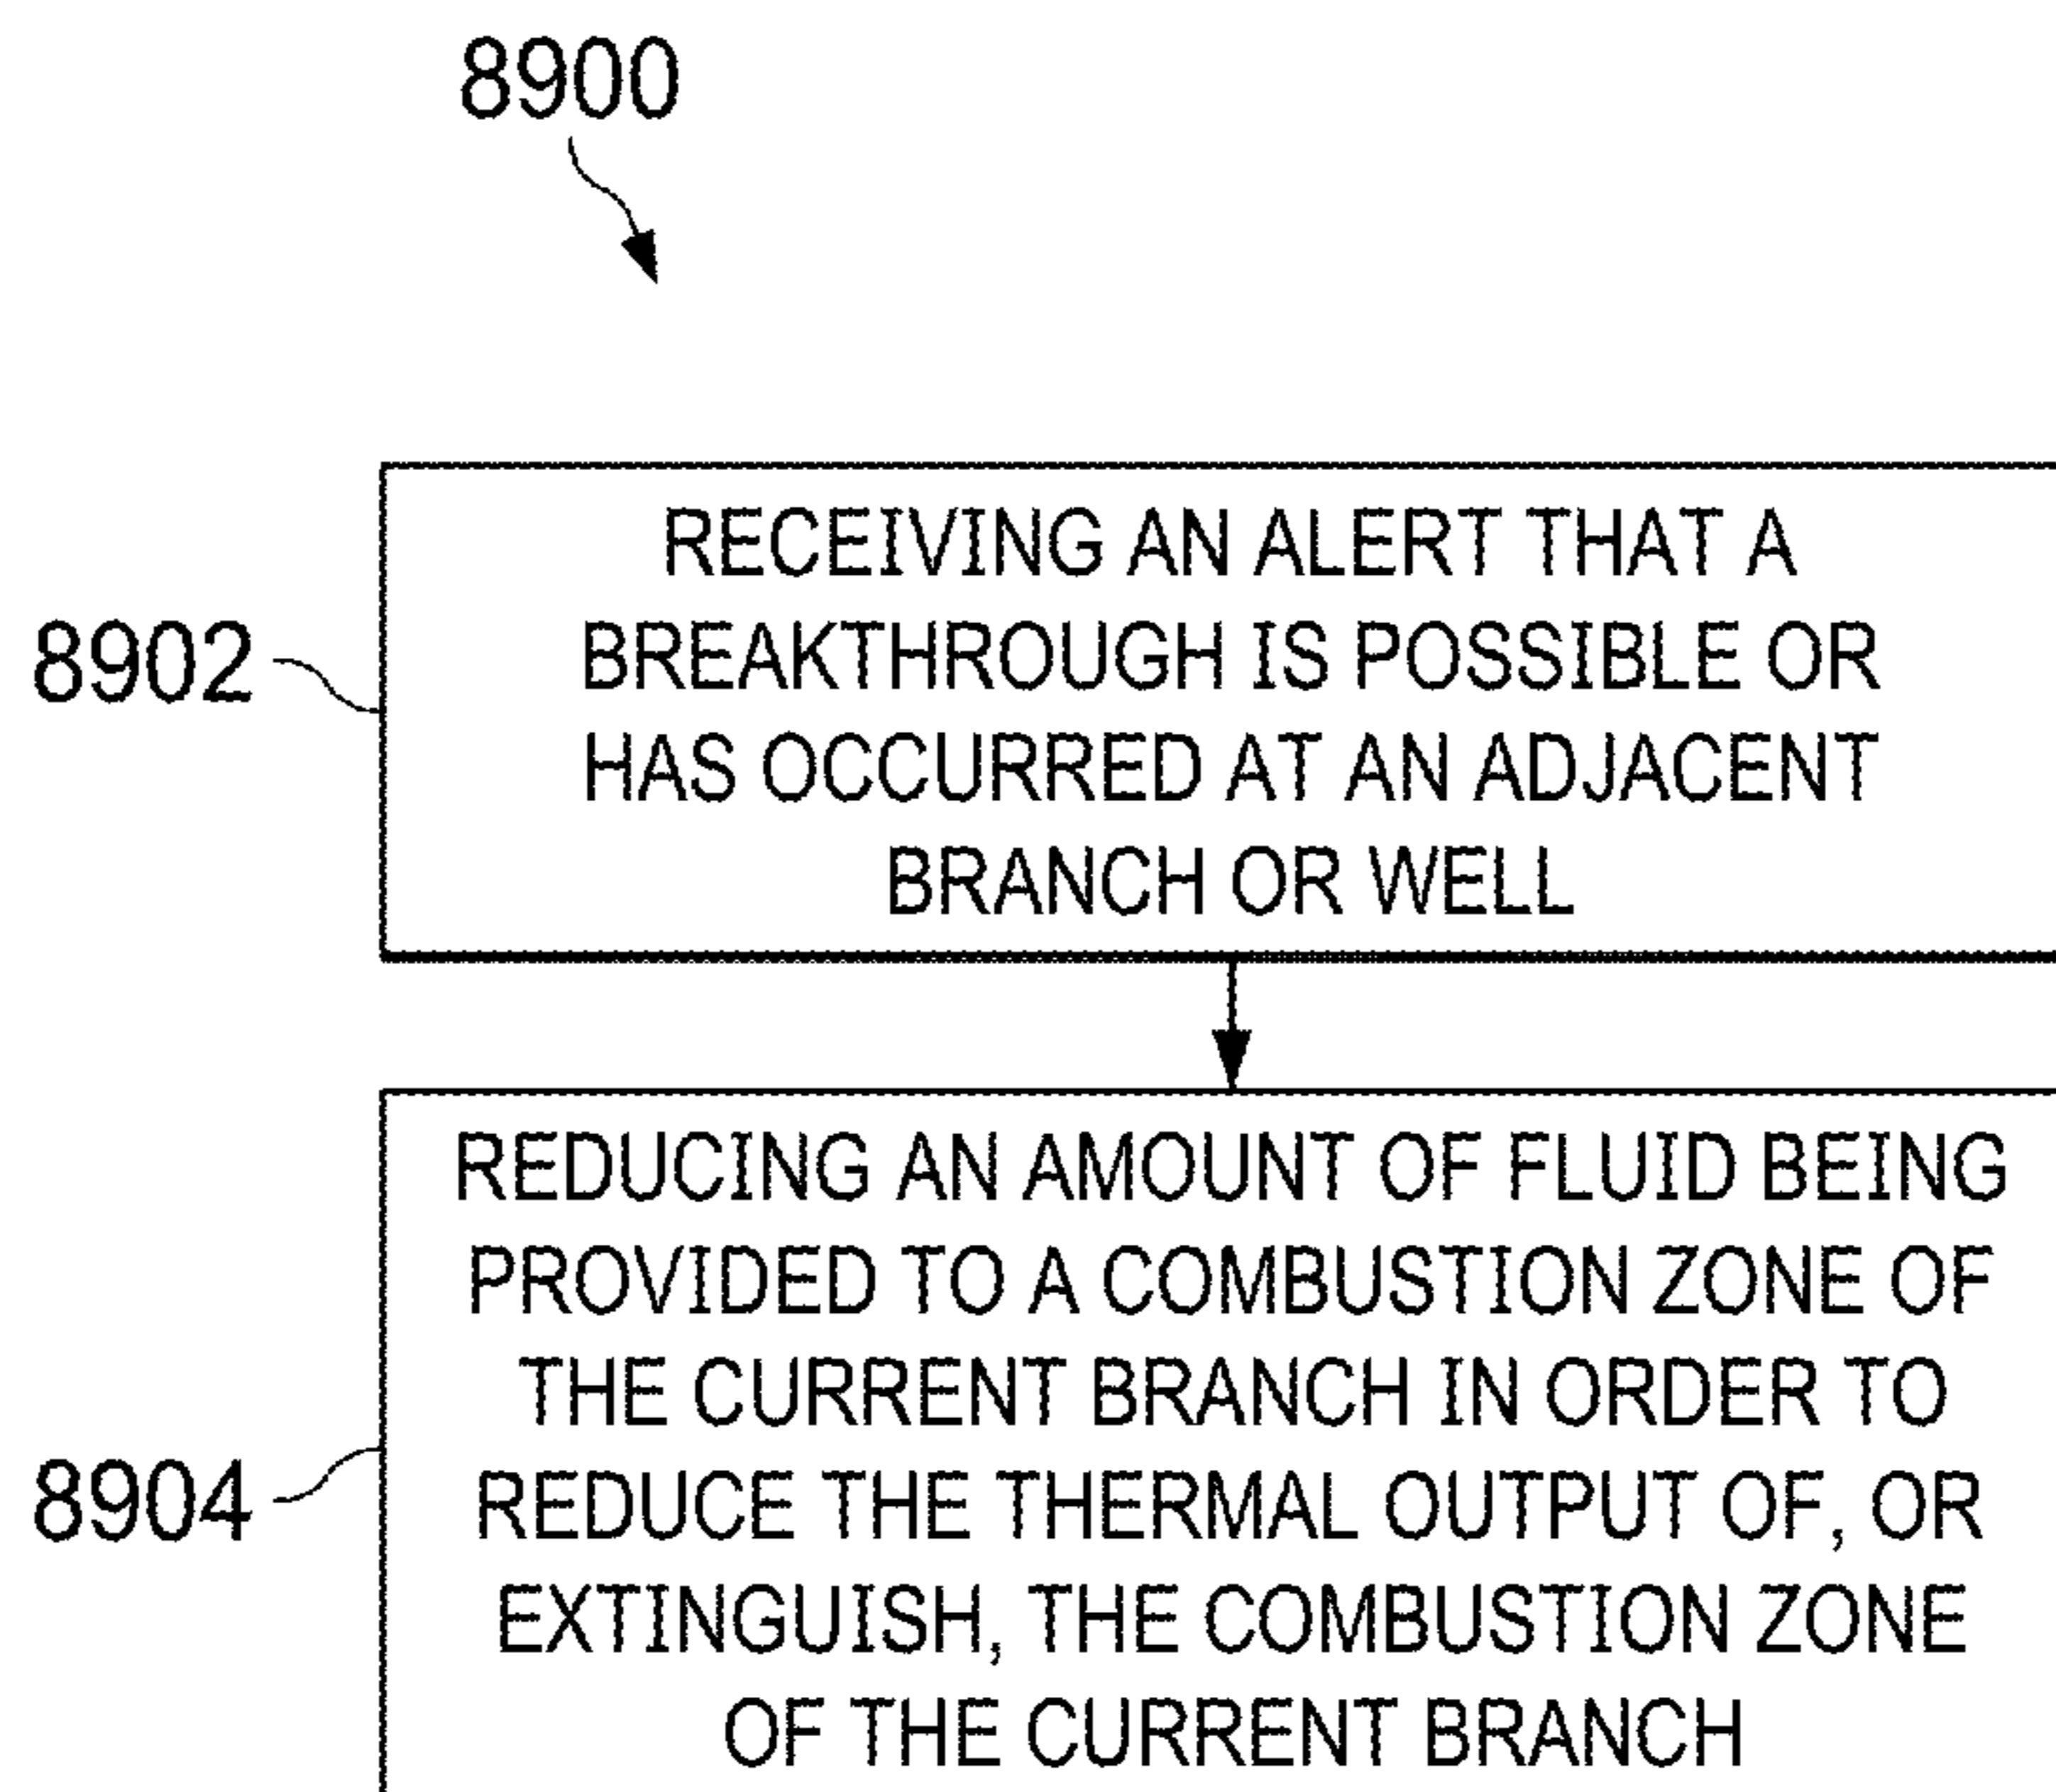 8900
RECEIVING AN ALERT THAT A
BREAKTHROUGH IS POSSIBLE OR
HAS OCCURRED AT AN ADJACENT
BRANCH OR WELL
8902
REDUCING AN AMOUNT OF FLUID BEING
PROVIDED TO A COMBUSTION ZONE OF
THE CURRENT BRANCH IN ORDER TO
REDUCE THE THERMAL OUTPUT OF, OR
EXTINGUISH, THE COMBUSTION ZONE
OF THE CURRENT BRANCH
8904